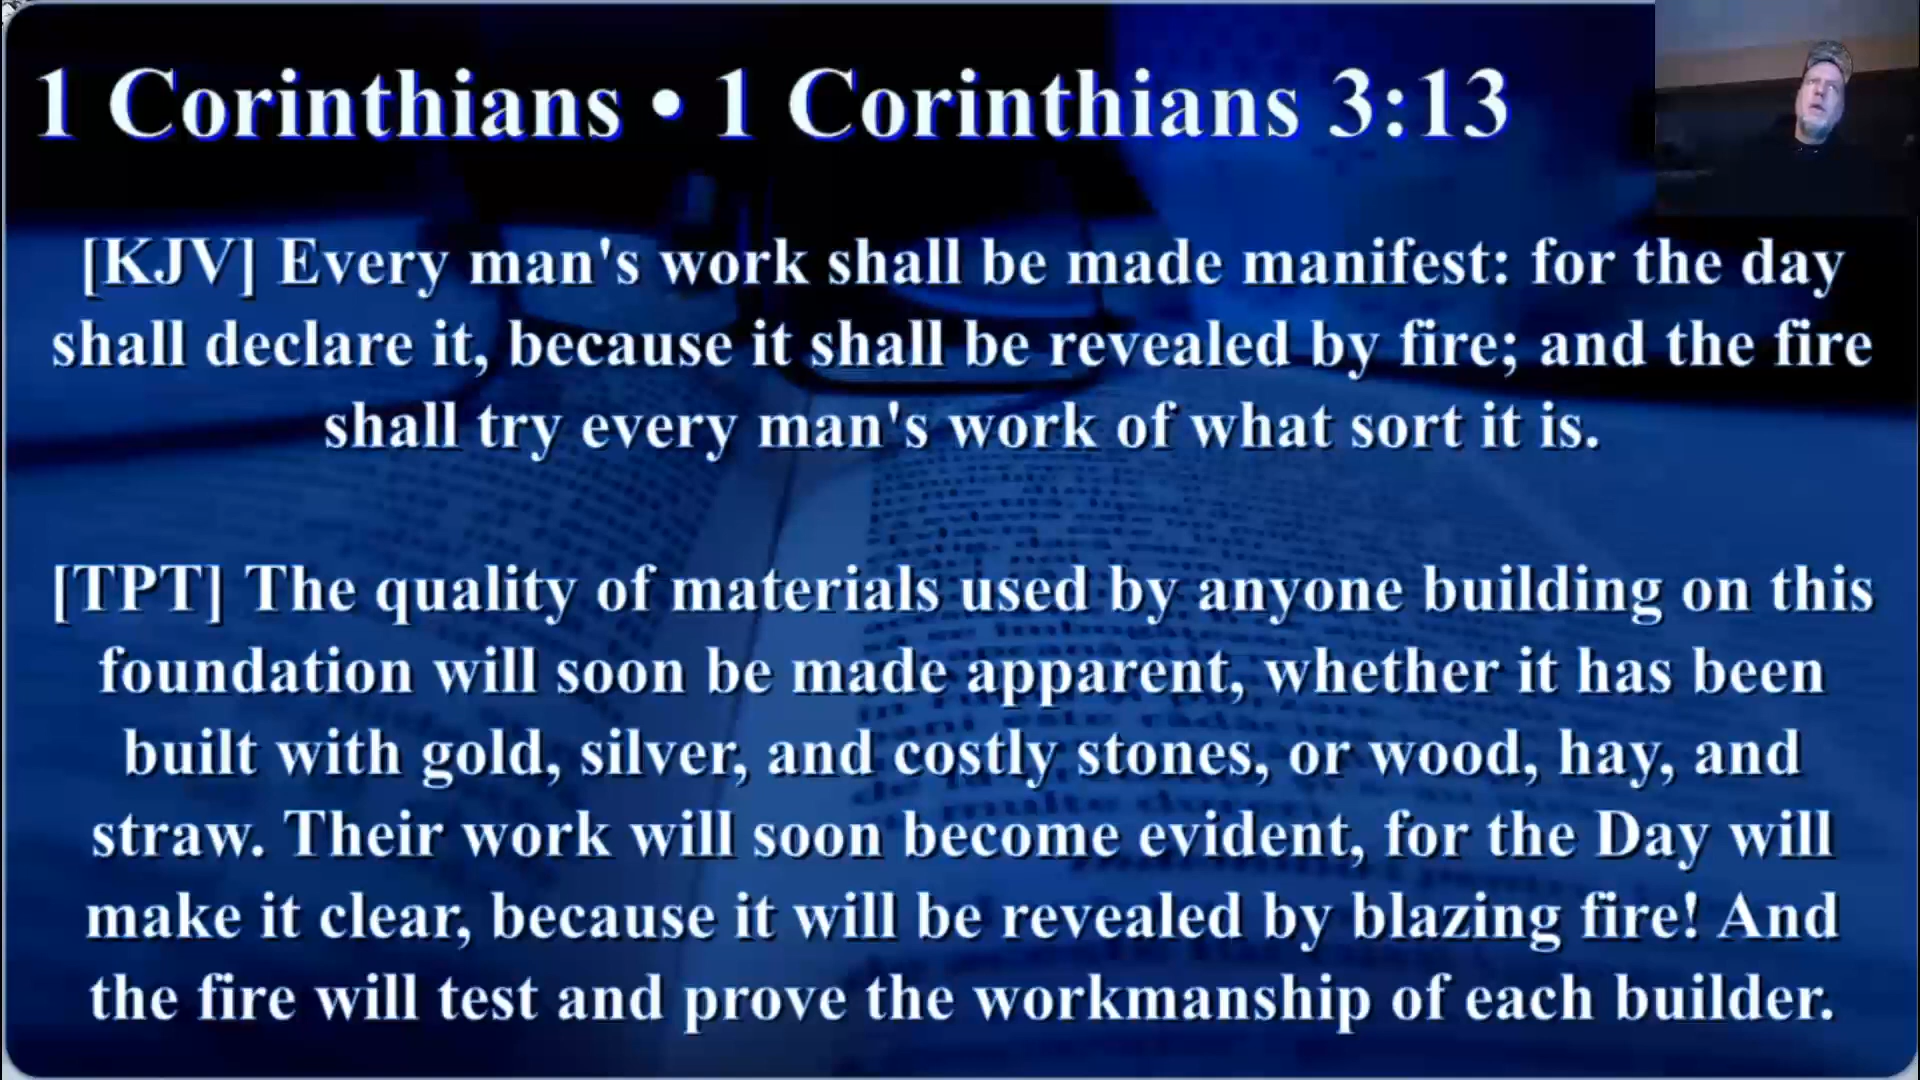 1 Corinthians • 1 Corinthians 3:13
[KJV] Every man's work shall be made manifest: for the day
shall declare it, because it shall be revealed by fire; and the fire
shall try every man's work of what sort it is.
[TPT] The quality of materials used by anyone building on this
foundation will soon be made apparent, whether it has been
built with gold, silver, and costly stones, or wood, hay, and
straw. Their work will soon become evident, for the Day will
make it clear, because it will be revealed by blazing fire! And
the fire will test and prove the workmanship of each builder.